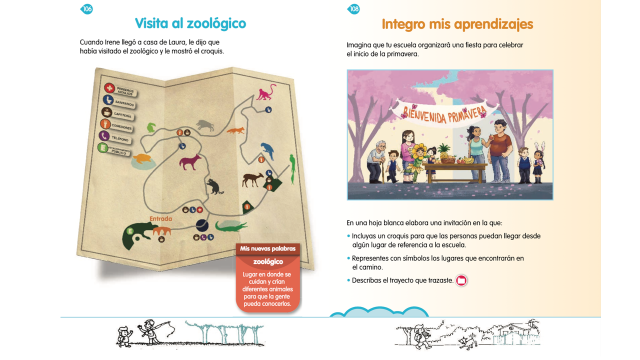 106
Visita al zoológico
Cuando Irene llegó a casa de Laura, le dijo que
había visitado el zoológico y le mostró el croquis.
TELÉFONO
Entrada
Mis nuevas palabras
zoológico
Lugar en donde se
cuidan y crían
diferentes animales
para que la gente
pueda conocerlos.
108
Integro mis aprendizajes
Imagina que tu escuela organizará una fiesta para celebrar
el inicio de la primavera.
BIENVENIDA PRIMAVERA
En una hoja blanca elabora una invitación en la que:
• Incluyas un croquis para que las personas puedan llegar desde
algún lugar de referencia a la escuela.
• Representes con símbolos los lugares que encontrarán en
el camino.
• Describas el trayecto que trazaste.